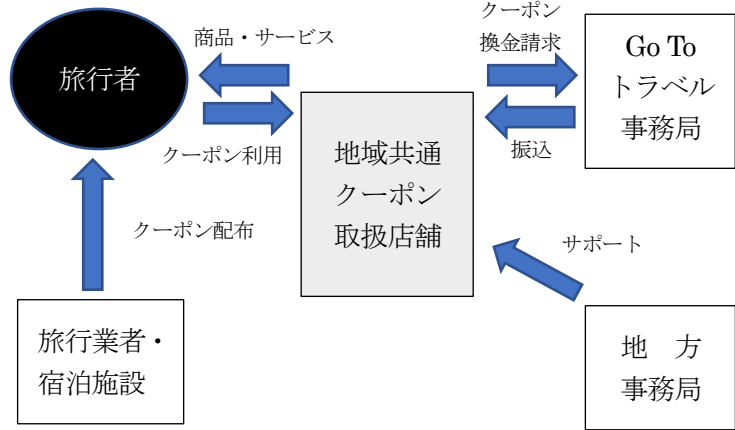 クーポン
換金請求
商品・サービス
旅行者
Go To
トラベル
事務局
クーポン利用
振込
地域共通
クーポン
取扱店舗
クーポン配布
サポート
旅行業者・
宿泊施設
地　方
事務局